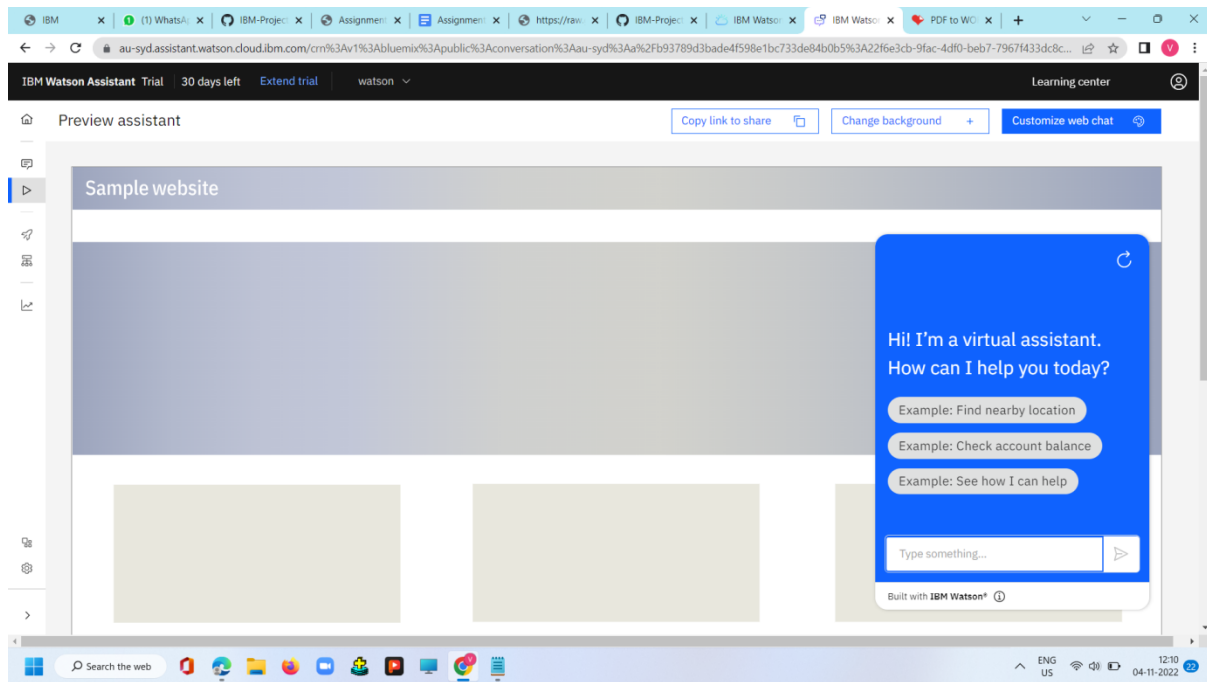 IBM
(1) WhatsA
IBM-Project
Assignment
Assignment
https://raw.
IBM-Project
IBM Watson
IBM Watson
PDF to WO
au-syd.assistant.watson.cloud.ibm.com/crn%3Av1%3Abluemix%3Apublic%3Aconversation%3Aau-syd%3Aa%2Fb93789d3bade4f598e1bc733de84b0b5%3A22f6e3cb-9fac-4df0-beb7-7967f433dc8c...
V
IBM Watson Assistant Trial 30 days left Extend trial watson Learning center
Preview assistant
Copy link to share
Change background +
Customize web chat
Sample website
Hi! I'm a virtual assistant.
How can I help you today?
Example: Find nearby location
Example: Check account balance
Example: See how I can help
Type something...
Built with IBM Watson®
Search the web
ENG
US
12:10
04-11-2022
22